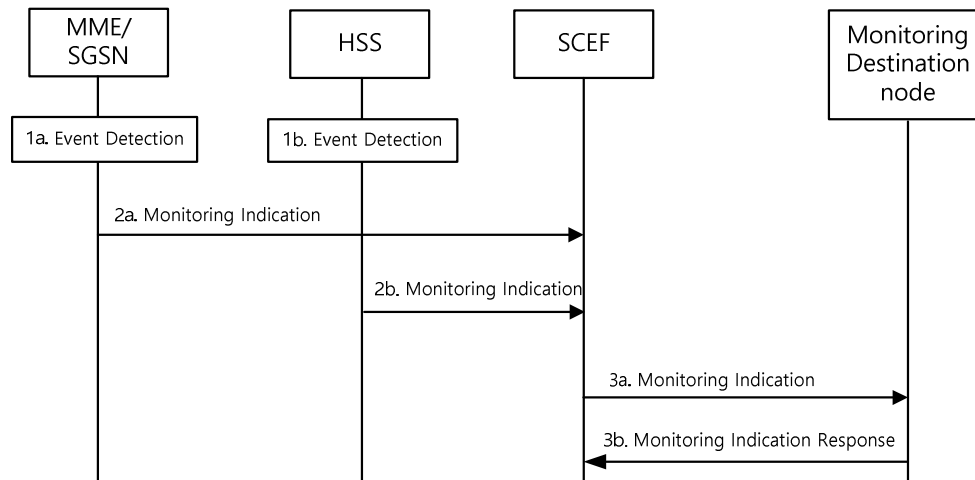 MME/
SGSN
HSS
SCEF
Monitoring
Destination
node
1a. Event Detection
1b. Event Detection
2a. Monitoring Indication
2b. Monitoring Indication
3a. Monitoring Indication
3b. Monitoring Indication Response